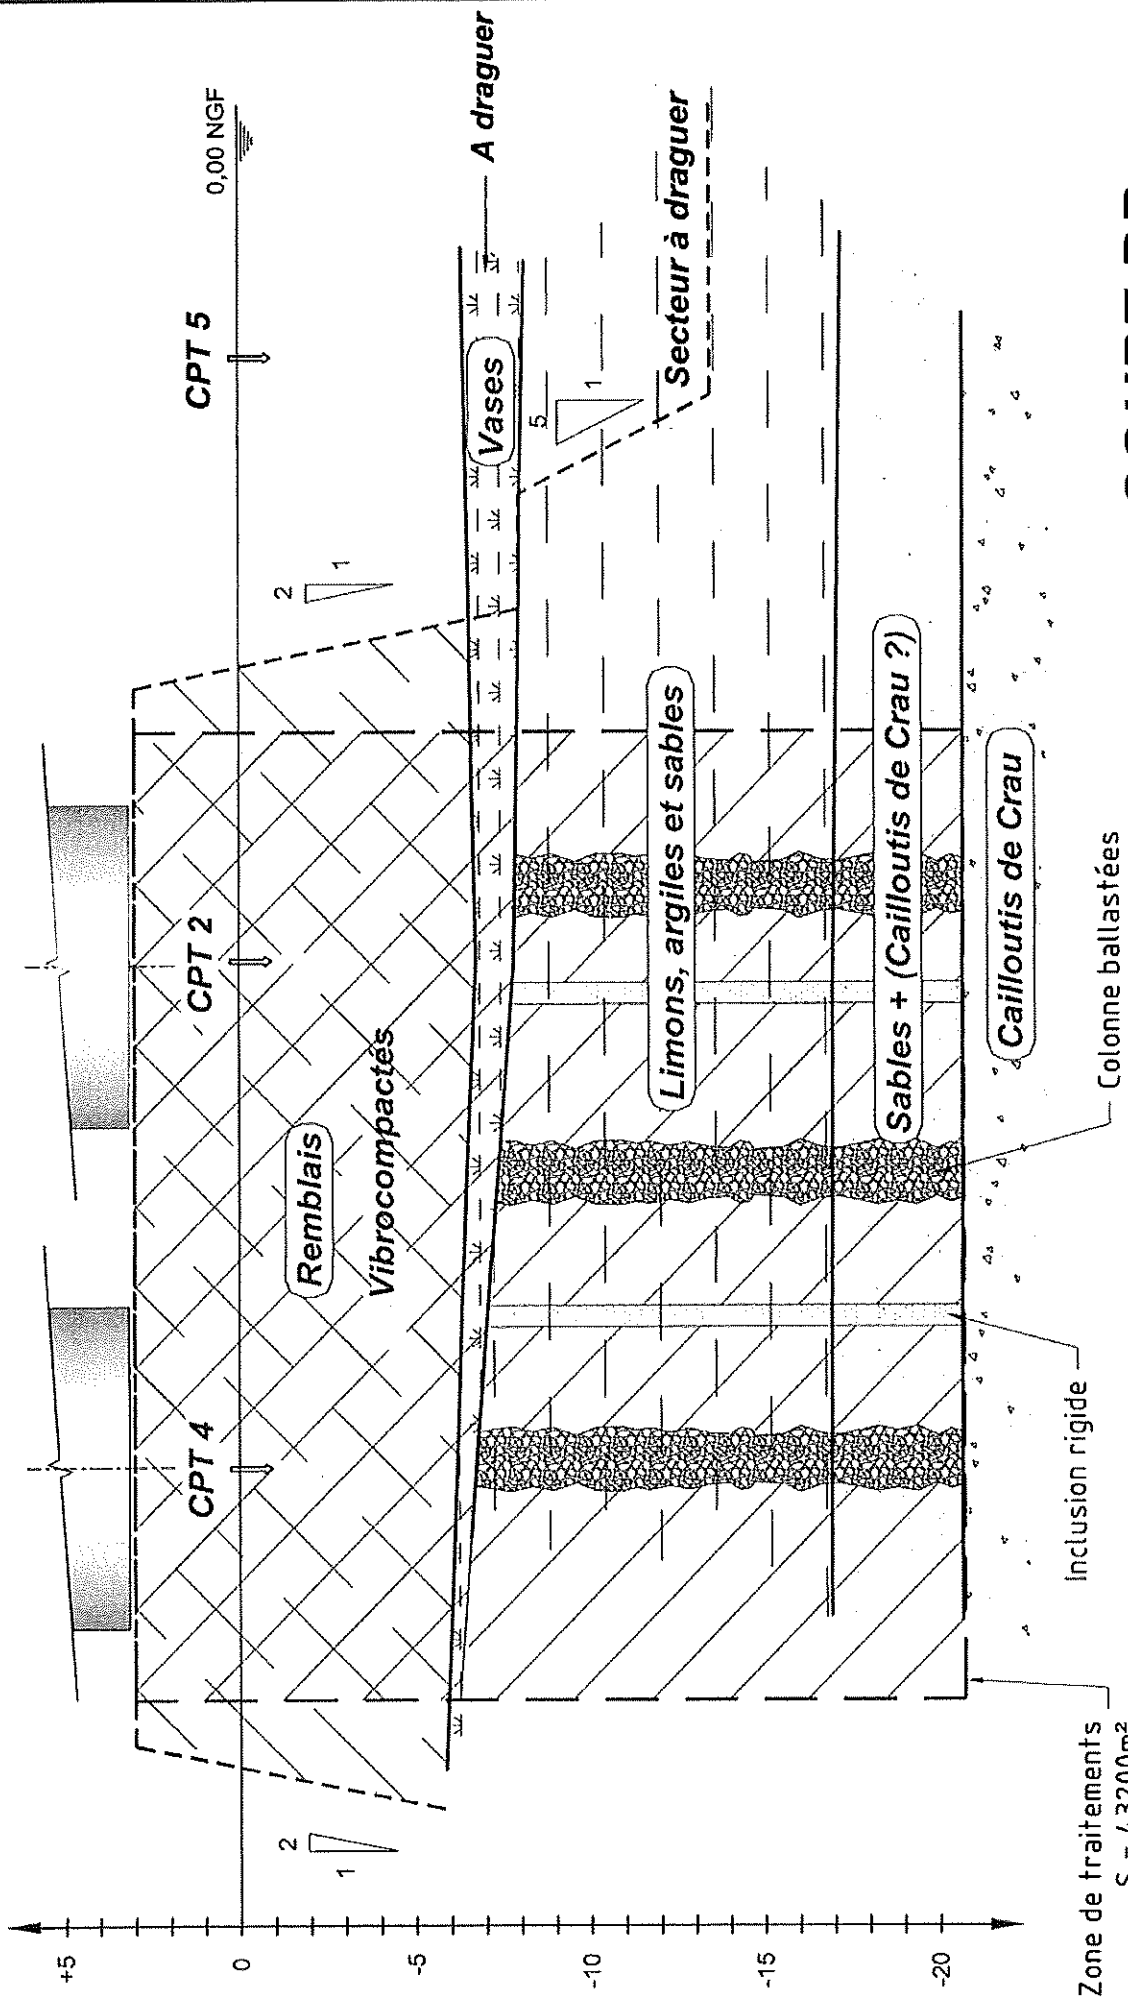 +5
0
-5
-10
-15
-20
0,00 NGF
CPT 4
CPT 2
CPT 5
2
1
2
1
5
1
Remblais
Vibrocompactés
Vases
A draguer
Secteur à draguer
Limons, argiles et sables
Sables + (Cailloutis de Crau ?)
Cailloutis de Crau
Colonne ballastées
Inclusion rigide
Zone de traitements
S = 43200m²